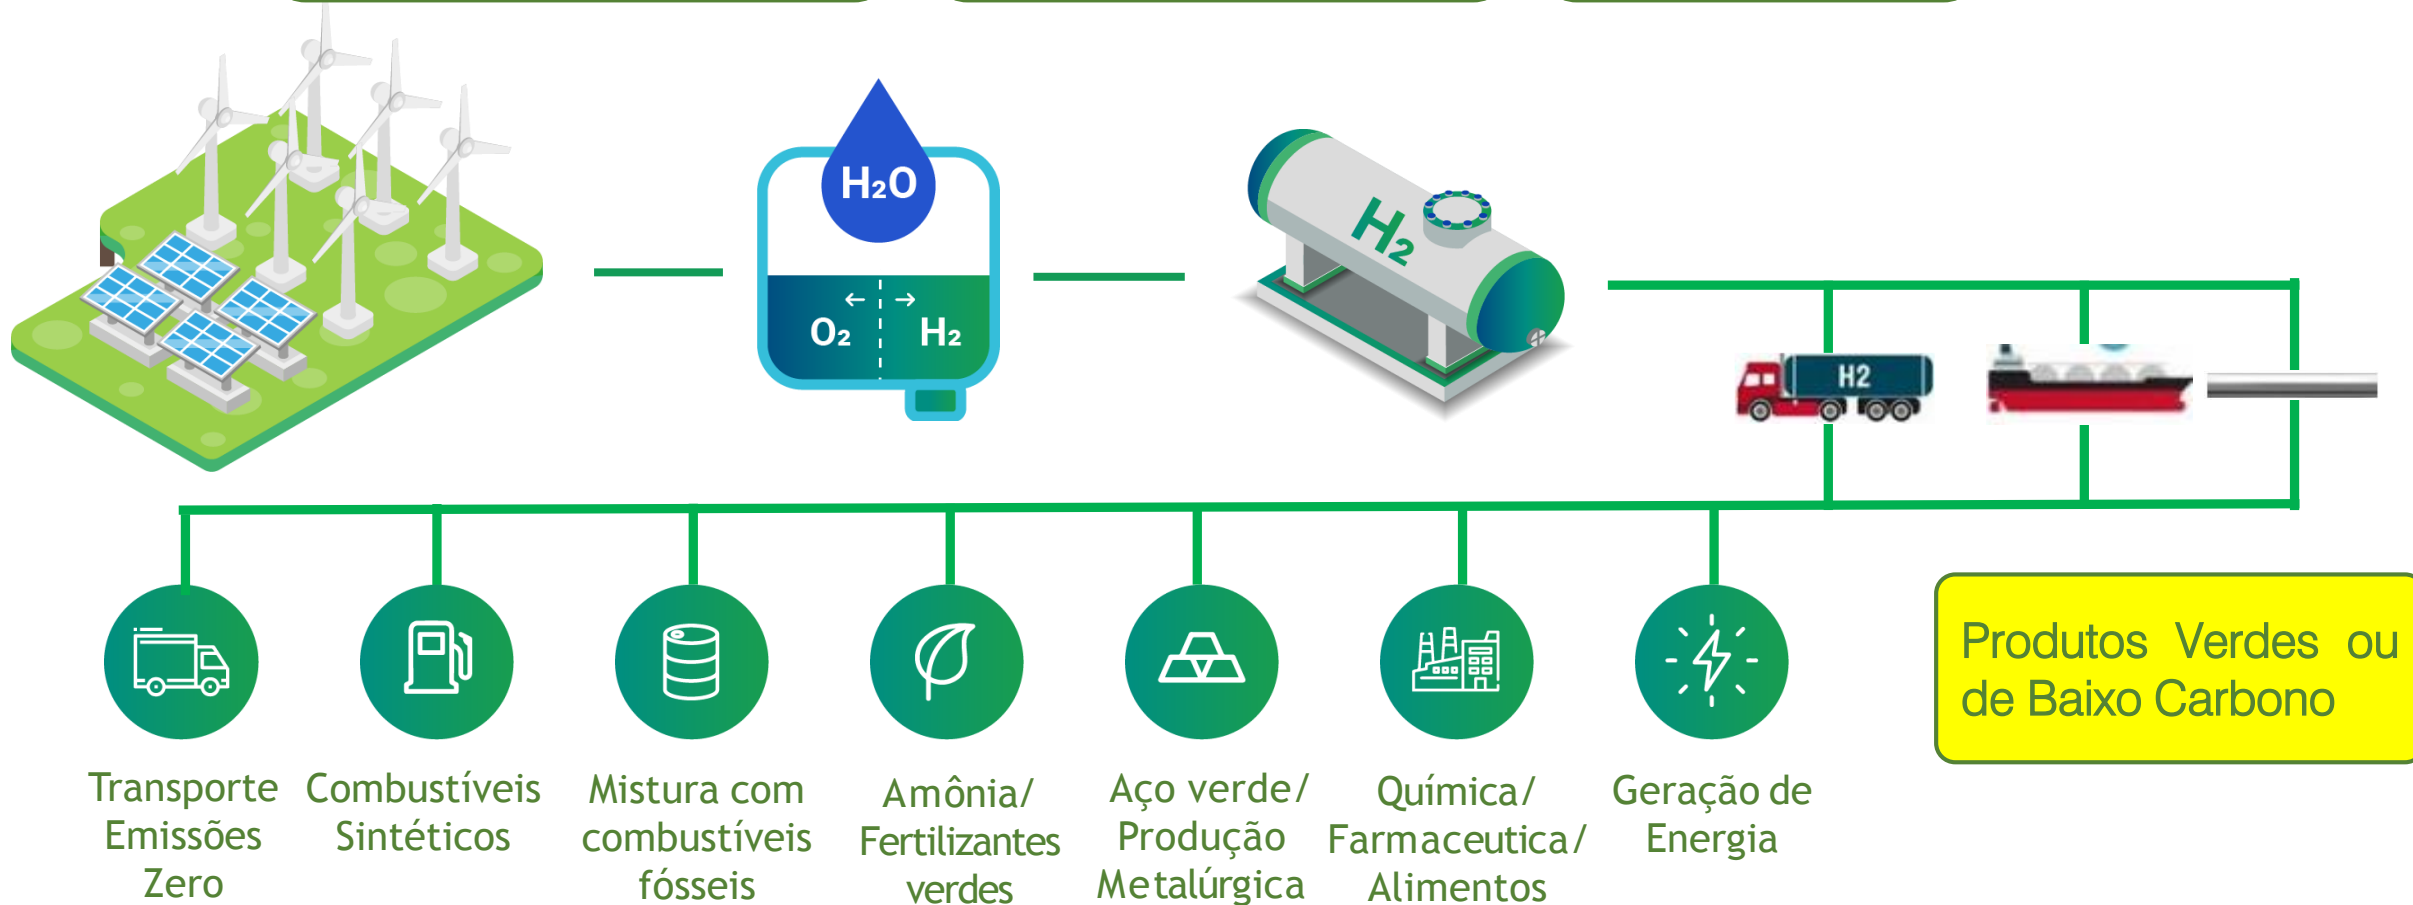 H₂O
O₂
H₂
H₂
H2
Transporte
Emissões
Zero
Combustíveis
Sintéticos
Mistura com
combustíveis
fósseis
Amônia/
Fertilizantes
verdes
Aço verde/
Produção
Metalúrgica
Química/
Farmaceutica/
Alimentos
Geração de
Energia
Produtos Verdes ou
de Baixo Carbono